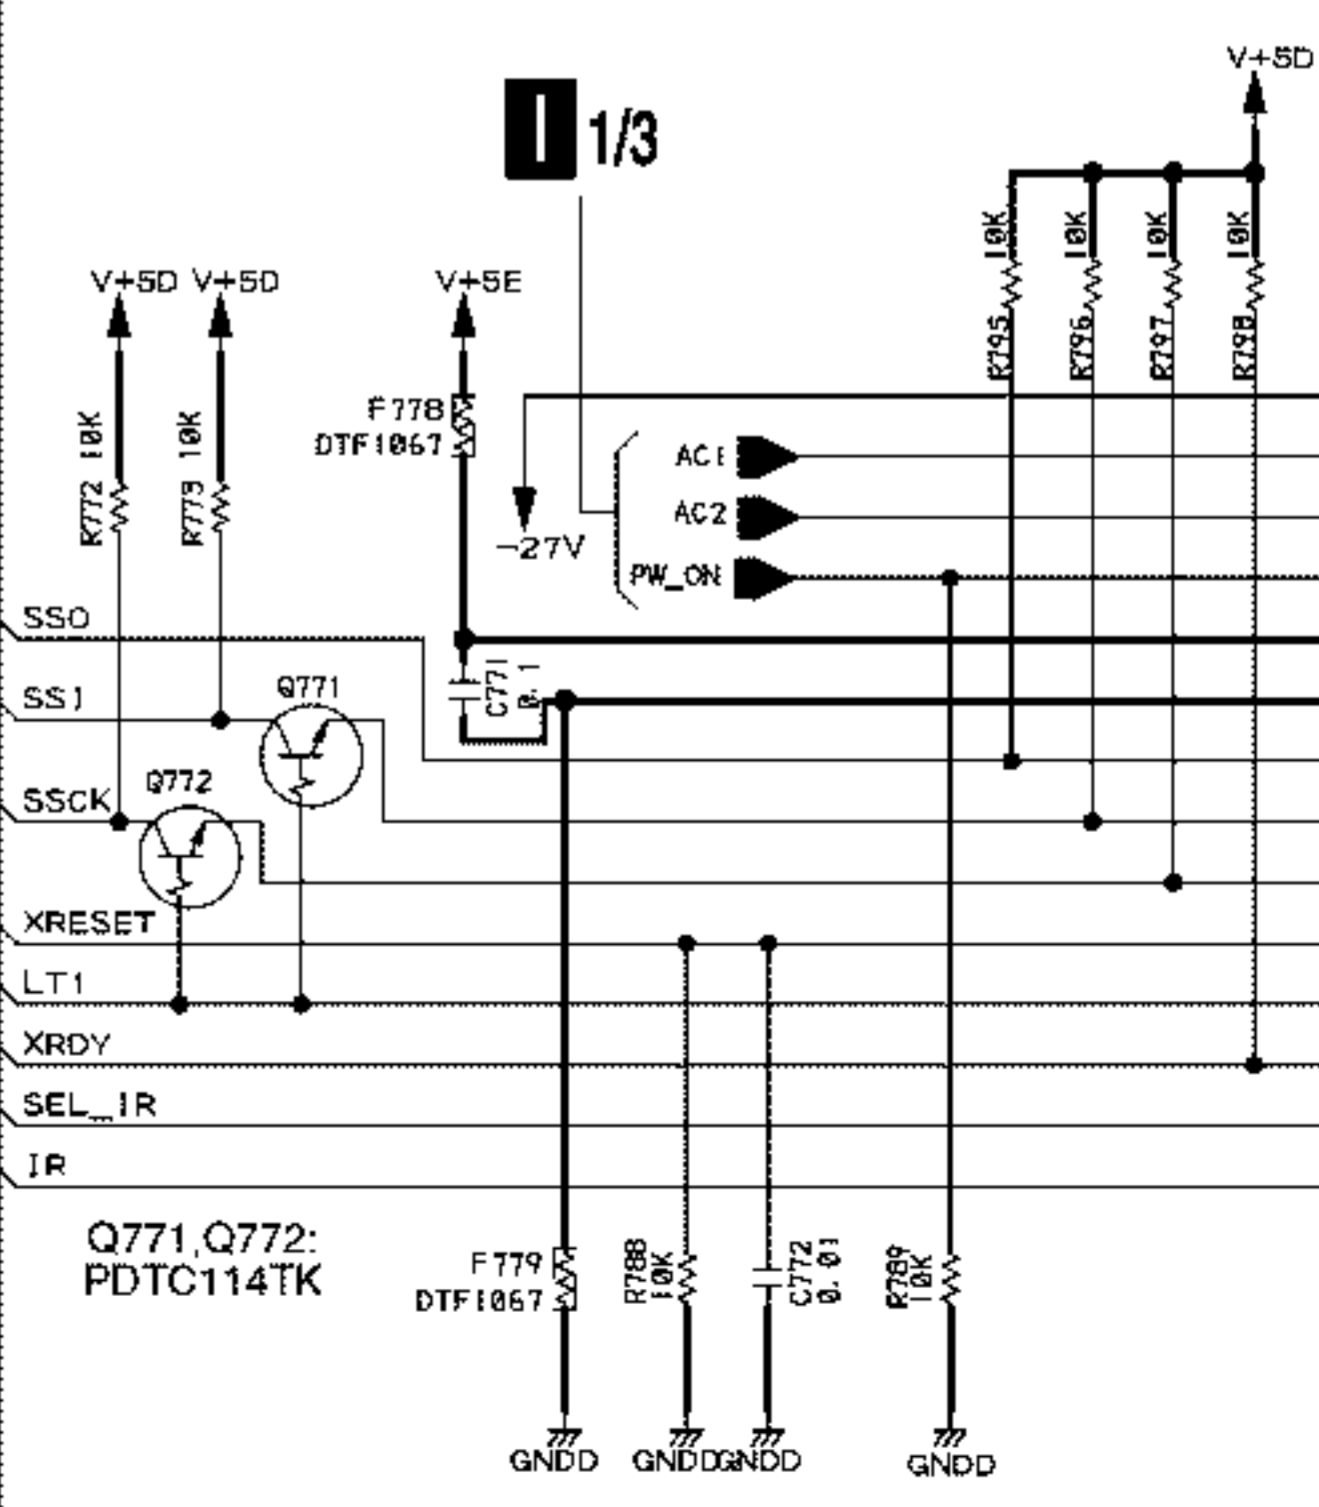 V+5D
I 1/3
10K
10K
10K
10K
V+5D V+5D
V+5E
R795
R796
R797
R798
F778
DTF1067
10K
10K
AC1
R772
R773
AC2
-27V
PW_ON
SSO
C771
0.1
SSI
Q771
SSCK
Q772
XRESET
LT1
XRDY
SEL_IR
IR
Q771,Q772:
PDTC114TK
F779
DTF1067
R788
10K
C772
0.01
R789
10K
GNDD
GNDD
GNDD
GNDD